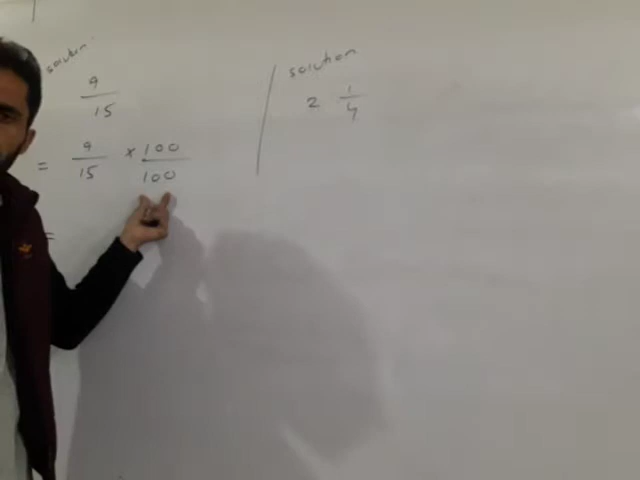 solution
9
15
= 9/15 × 100/100
=
solution
2 1/4